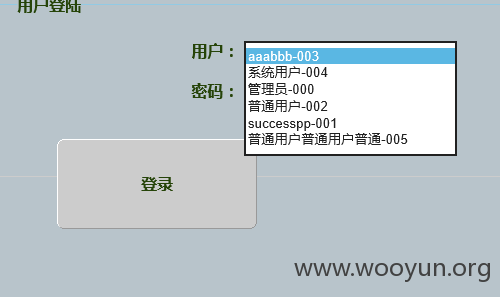 用户登陆
用户：
aaabbb-003
系统用户-004
管理员-000
普通用户-002
successpp-001
普通用户普通用户普通-005
密码：
登录
www.wooyun.org